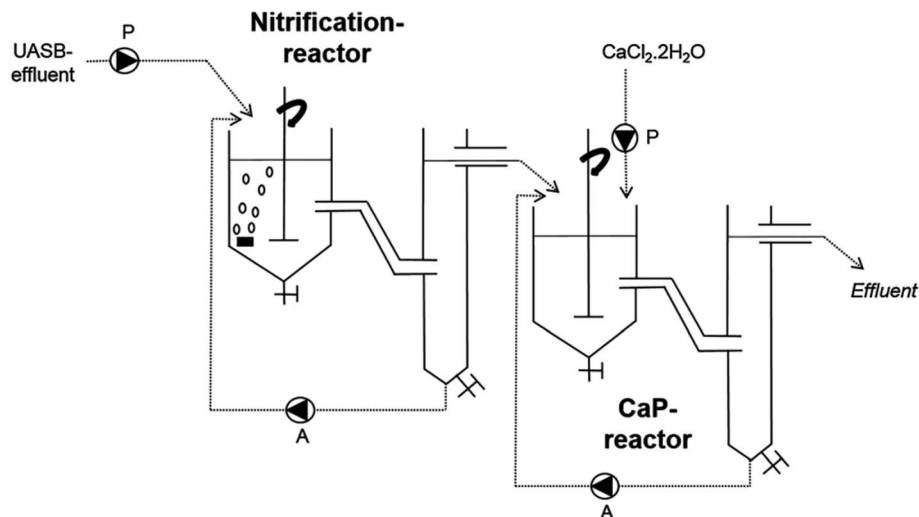 P
Nitrification-
reactor
UASB-
effluent
CaCl₂.2H₂O
P
Effluent
A
CaP-
reactor
A